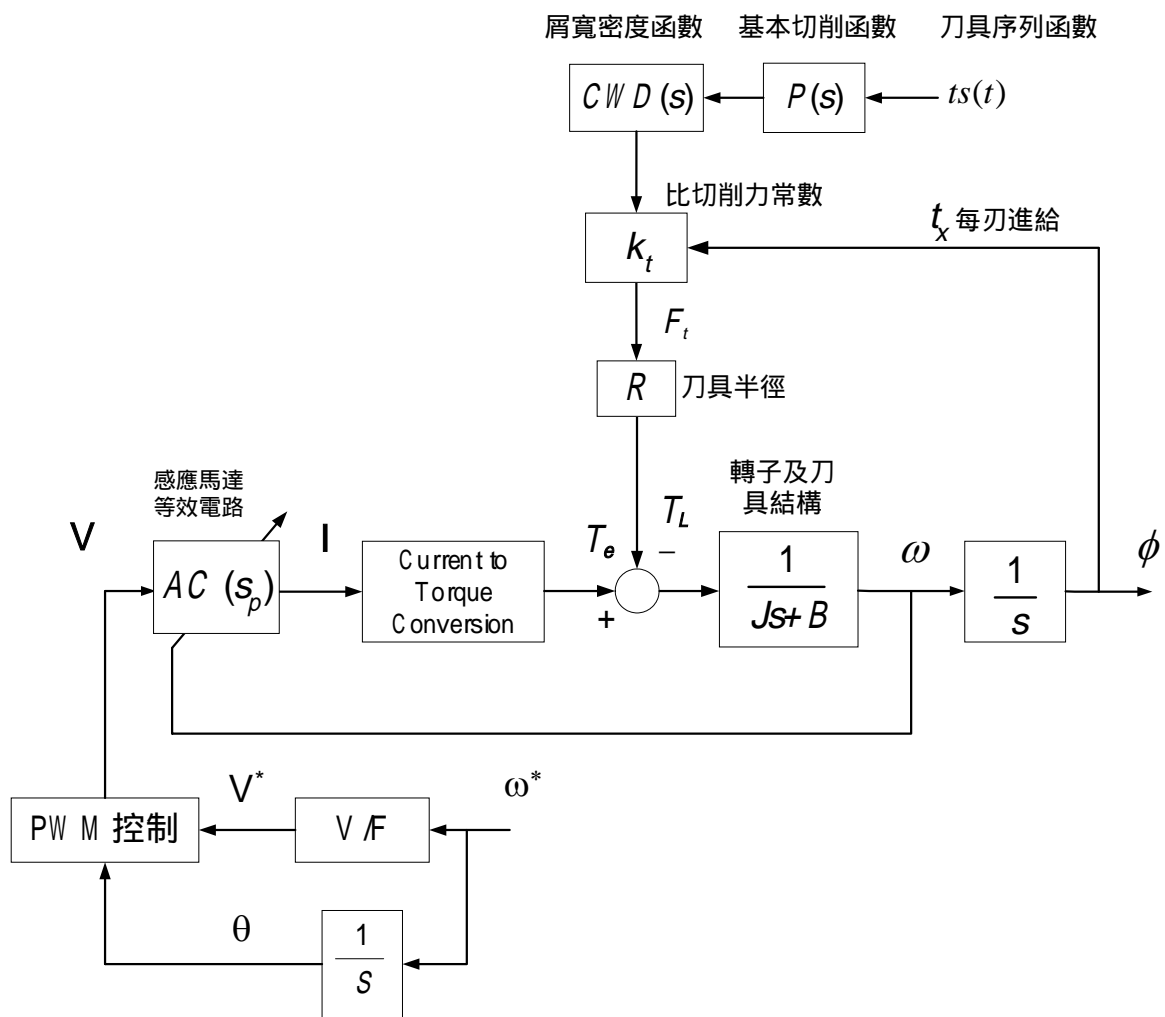 屑寬密度函數 基本切削函數 刀具序列函數
CWD(s) P(s) ts(t)
比切削力常數
k_t
t_x 每刃進給
F_t
R 刀具半徑
感應馬達
等效電路
轉子及刀
具結構
V
AC (s_p)
I
Current to
Torque
Conversion
T_e
T_L
−
+
1
Js+B
ω
1
s
ϕ
V*
ω*
PWM 控制
V/F
θ
1
s